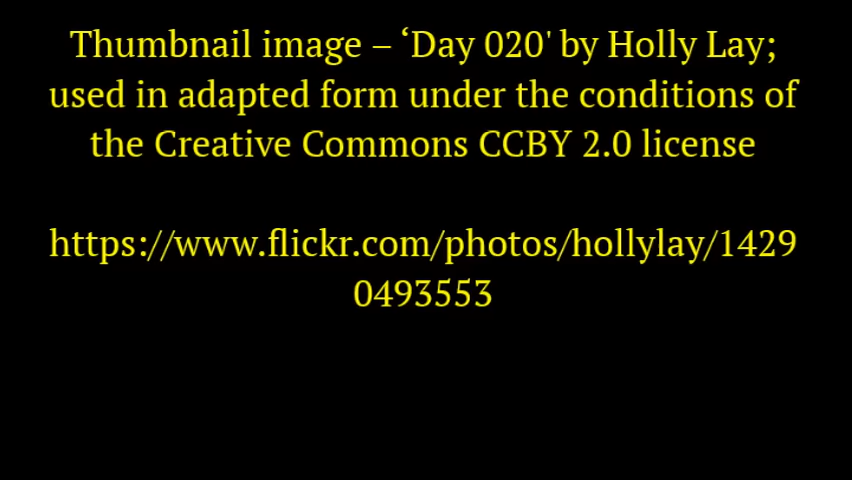 Thumbnail image – ‘Day 020' by Holly Lay;
used in adapted form under the conditions of
the Creative Commons CCBY 2.0 license
https://www.flickr.com/photos/hollylay/1429
0493553